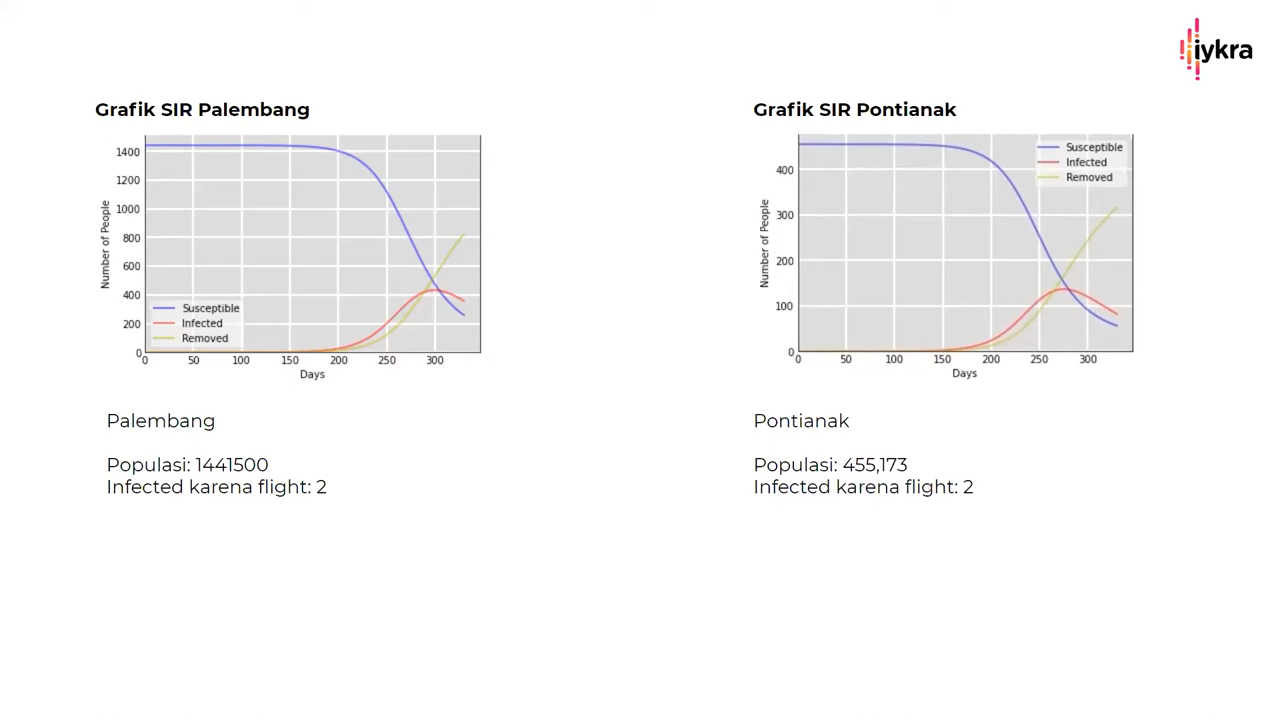 iykra
Grafik SIR Palembang
1400
1200
1000
800
600
400
200
0
Number of People
Susceptible
Infected
Removed
0 50 100 150 200 250 300
Days
Palembang
Populasi: 1441500
Infected karena flight: 2
Grafik SIR Pontianak
400
300
200
100
0
Number of People
Susceptible
Infected
Removed
0 50 100 150 200 250 300
Days
Pontianak
Populasi: 455,173
Infected karena flight: 2